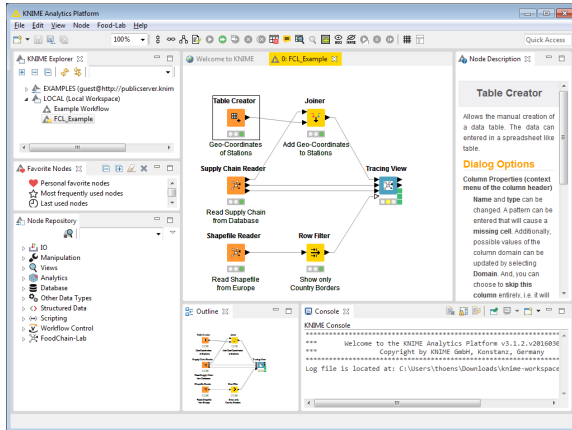 KNIME Analytics Platform
File Edit View Node Food-Lab Help
100%
Quick Access
KNIME Explorer
EXAMPLES (guest@http://publicserver.knim
LOCAL (Local Workspace)
Example Workflow
FCL_Example
Favorite Nodes
Personal favorite nodes
Most frequently used nodes
Last used nodes
Node Repository
IO
Manipulation
Views
Analytics
Database
Other Data Types
Structured Data
Scripting
Workflow Control
FoodChain-Lab
Welcome to KNIME
0: FCL_Example
Table Creator
Geo-Coordinates
of Stations
Joiner
Add Geo-Coordinates
to Stations
Supply Chain Reader
Read Supply Chain
from Database
Tracing View
Shapefile Reader
Read Shapefile
from Europe
Row Filter
Show only
Country Borders
Node Description
Table Creator
Allows the manual creation of
a data table. The data can
entered in a spreadsheet like
table.
Dialog Options
Column Properties (context
menu of the column header)
Name and type can be
changed. A pattern can be
entered that will cause a
missing cell. Additionally,
possible values of the
column domain can be
updated by selecting
Domain. And, you can
choose to skip this
column entirely, i.e. it will
Outline
Console
KNIME Console
*** Welcome to the KNIME Analytics Platform v3.1.2.v2016030
*** Copyright by KNIME GmbH, Konstanz, Germany
Log file is located at: C:\Users\thoens\Downloads\knime-workspace